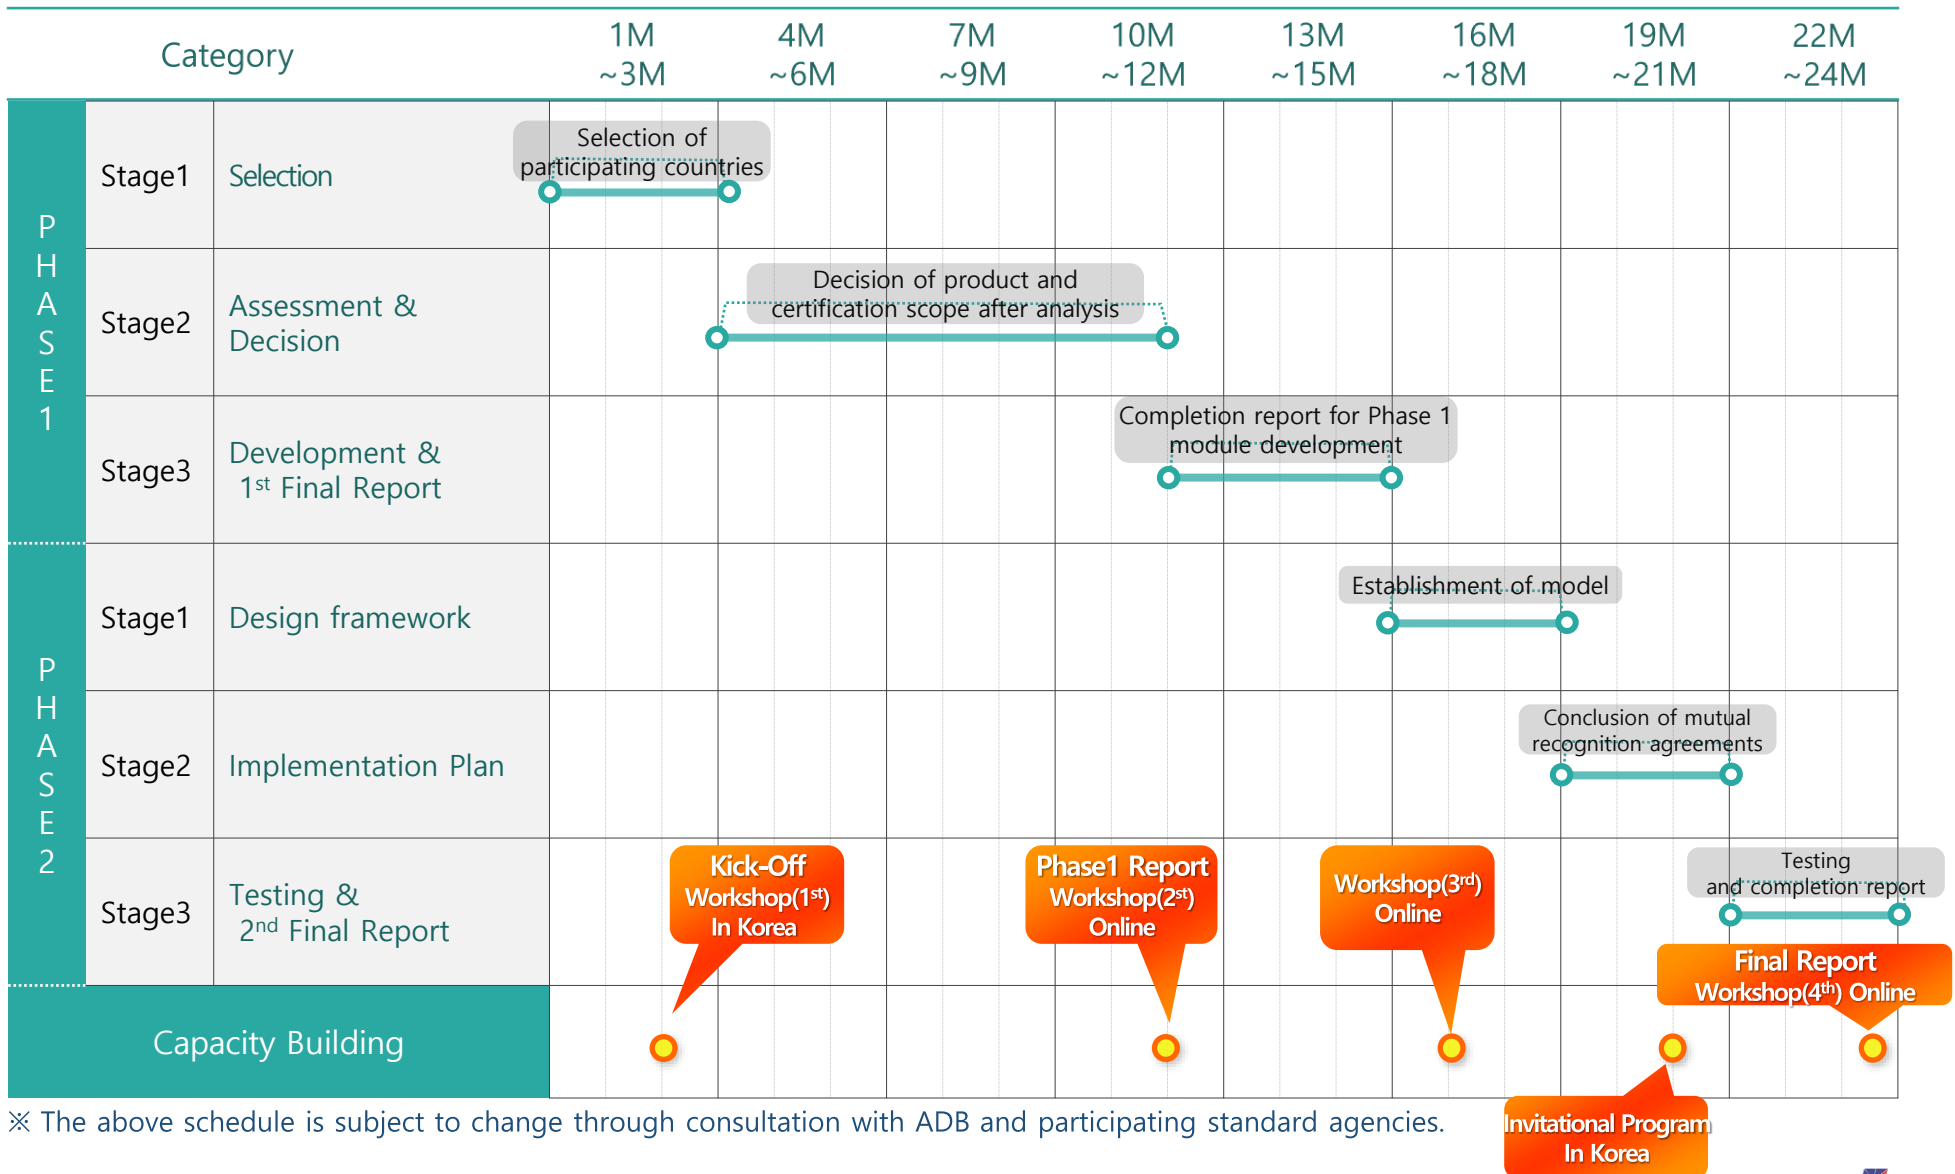 Category
1M
~3M
4M
~6M
7M
~9M
10M
~12M
13M
~15M
16M
~18M
19M
~21M
22M
~24M
PHASE1
Stage1
Selection
Selection of
participating countries
Stage2
Assessment &
Decision
Decision of product and
certification scope after analysis
Stage3
Development &
1st Final Report
Completion report for Phase 1
module development
PHASE2
Stage1
Design framework
Establishment of model
Stage2
Implementation Plan
Conclusion of mutual
recognition agreements
Stage3
Testing &
2nd Final Report
Testing
and completion report
Kick-Off
Workshop(1st)
In Korea
Phase1 Report
Workshop(2st)
Online
Workshop(3rd)
Online
Final Report
Workshop(4th) Online
Capacity Building
Invitational Program
In Korea
※ The above schedule is subject to change through consultation with ADB and participating standard agencies.